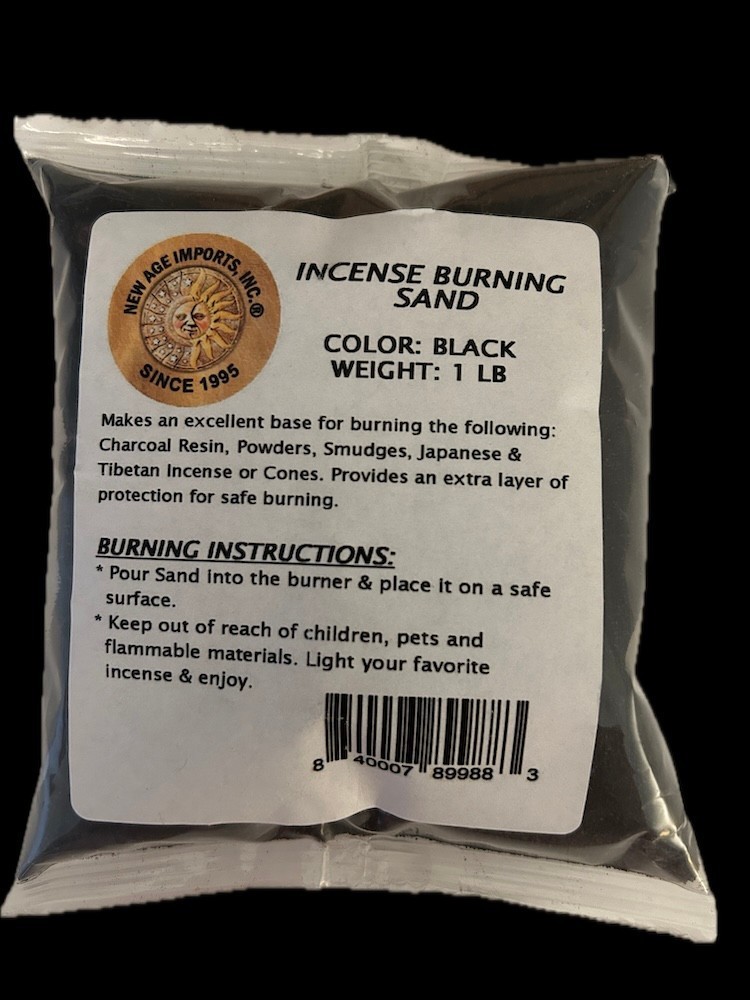 NEW AGE IMPORTS, INC.®
SINCE 1995
INCENSE BURNING
SAND
COLOR: BLACK
WEIGHT: 1 LB
Makes an excellent base for burning the following:
Charcoal Resin, Powders, Smudges, Japanese &
Tibetan Incense or Cones. Provides an extra layer of
protection for safe burning.
BURNING INSTRUCTIONS:
* Pour Sand into the burner & place it on a safe
surface.
* Keep out of reach of children, pets and
flammable materials. Light your favorite
incense & enjoy.
8 40007 89988 3